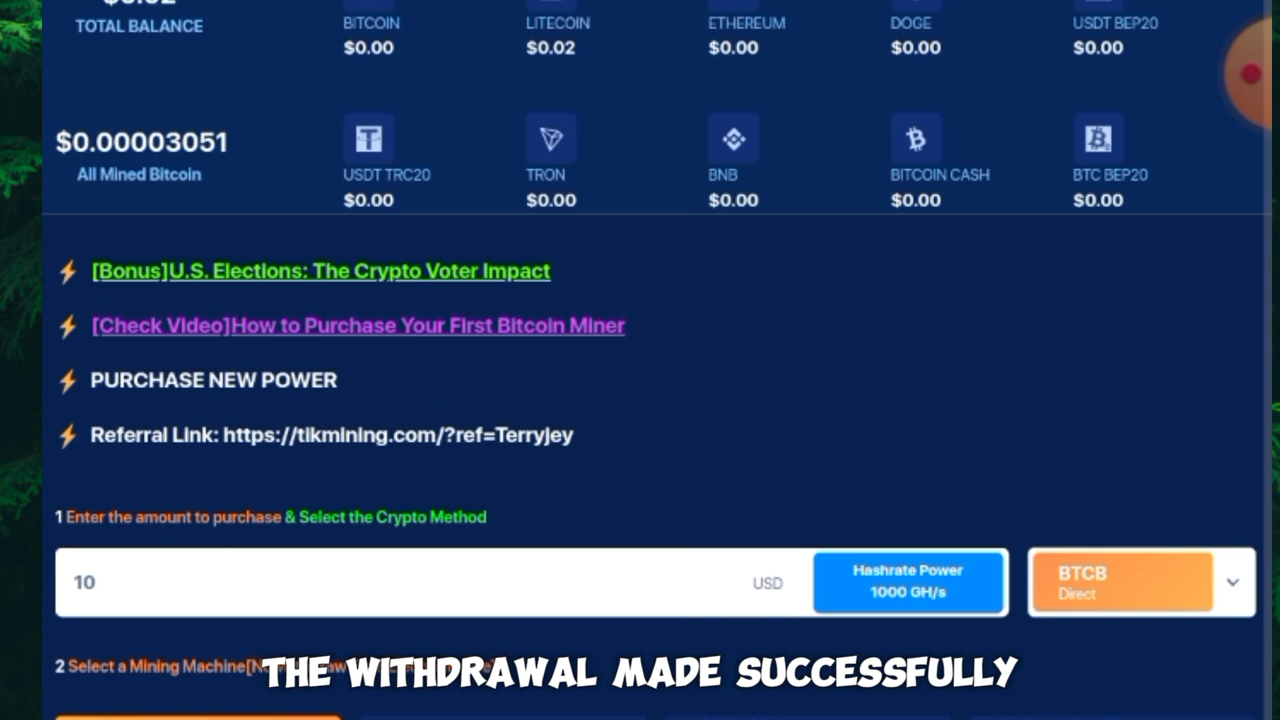 TOTAL BALANCE
BITCOIN
LITECOIN
ETHEREUM
DOGE
USDT BEP20
$0.00
$0.02
$0.00
$0.00
$0.00
$0.00003051
All Mined Bitcoin
USDT TRC20
TRON
BNB
BITCOIN CASH
BTC BEP20
$0.00
$0.00
$0.00
$0.00
$0.00
[Bonus]U.S. Elections: The Crypto Voter Impact
[Check Video]How to Purchase Your First Bitcoin Miner
PURCHASE NEW POWER
Referral Link: https://tikmining.com/?ref=Terryjey
1 Enter the amount to purchase & Select the Crypto Method
10
USD
Hashrate Power
1000 GH/s
BTCB
Direct
2 Select a Mining Machine
THE WITHDRAWAL MADE SUCCESSFULLY